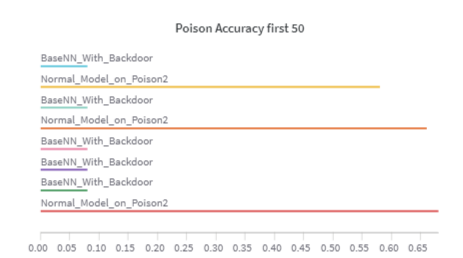 Poison Accuracy first 50
BaseNN_With_Backdoor
Normal_Model_on_Poison2
BaseNN_With_Backdoor
Normal_Model_on_Poison2
BaseNN_With_Backdoor
BaseNN_With_Backdoor
BaseNN_With_Backdoor
Normal_Model_on_Poison2
0.00 0.05 0.10 0.15 0.20 0.25 0.30 0.35 0.40 0.45 0.50 0.55 0.60 0.65